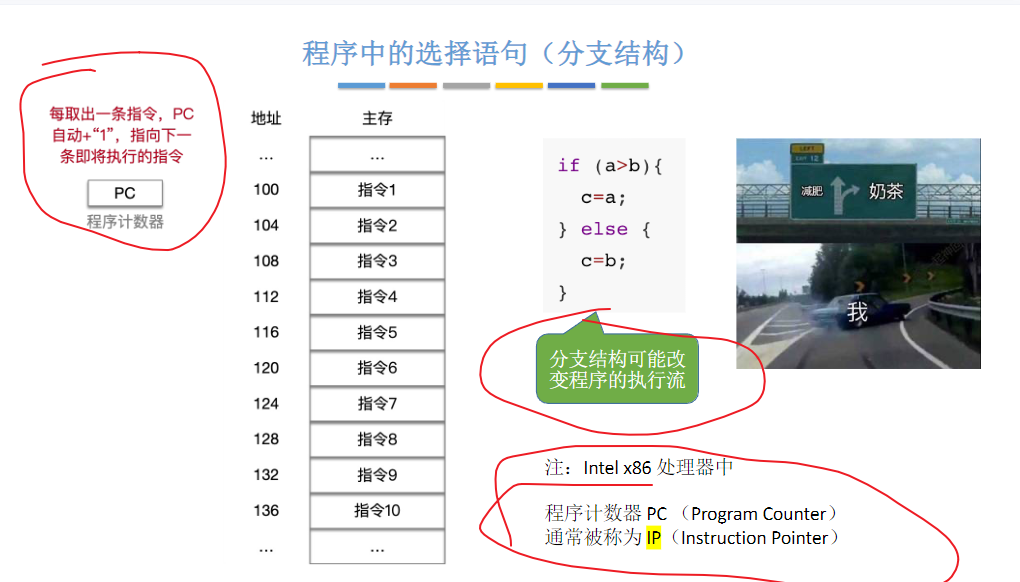 程序中的选择语句（分支结构）
每取出一条指令，PC
自动+“1”，指向下一
条即将执行的指令
PC
程序计数器
地址 主存
... ...
100 指令1
104 指令2
108 指令3
112 指令4
116 指令5
120 指令6
124 指令7
128 指令8
132 指令9
136 指令10
... ...
if (a>b){
c=a;
} else {
c=b;
}
分支结构可能改
变程序的执行流
LEFT
EXIT 12
减肥 奶茶
我
注：Intel x86 处理器中
程序计数器 PC （Program Counter）
通常被称为 IP（Instruction Pointer）